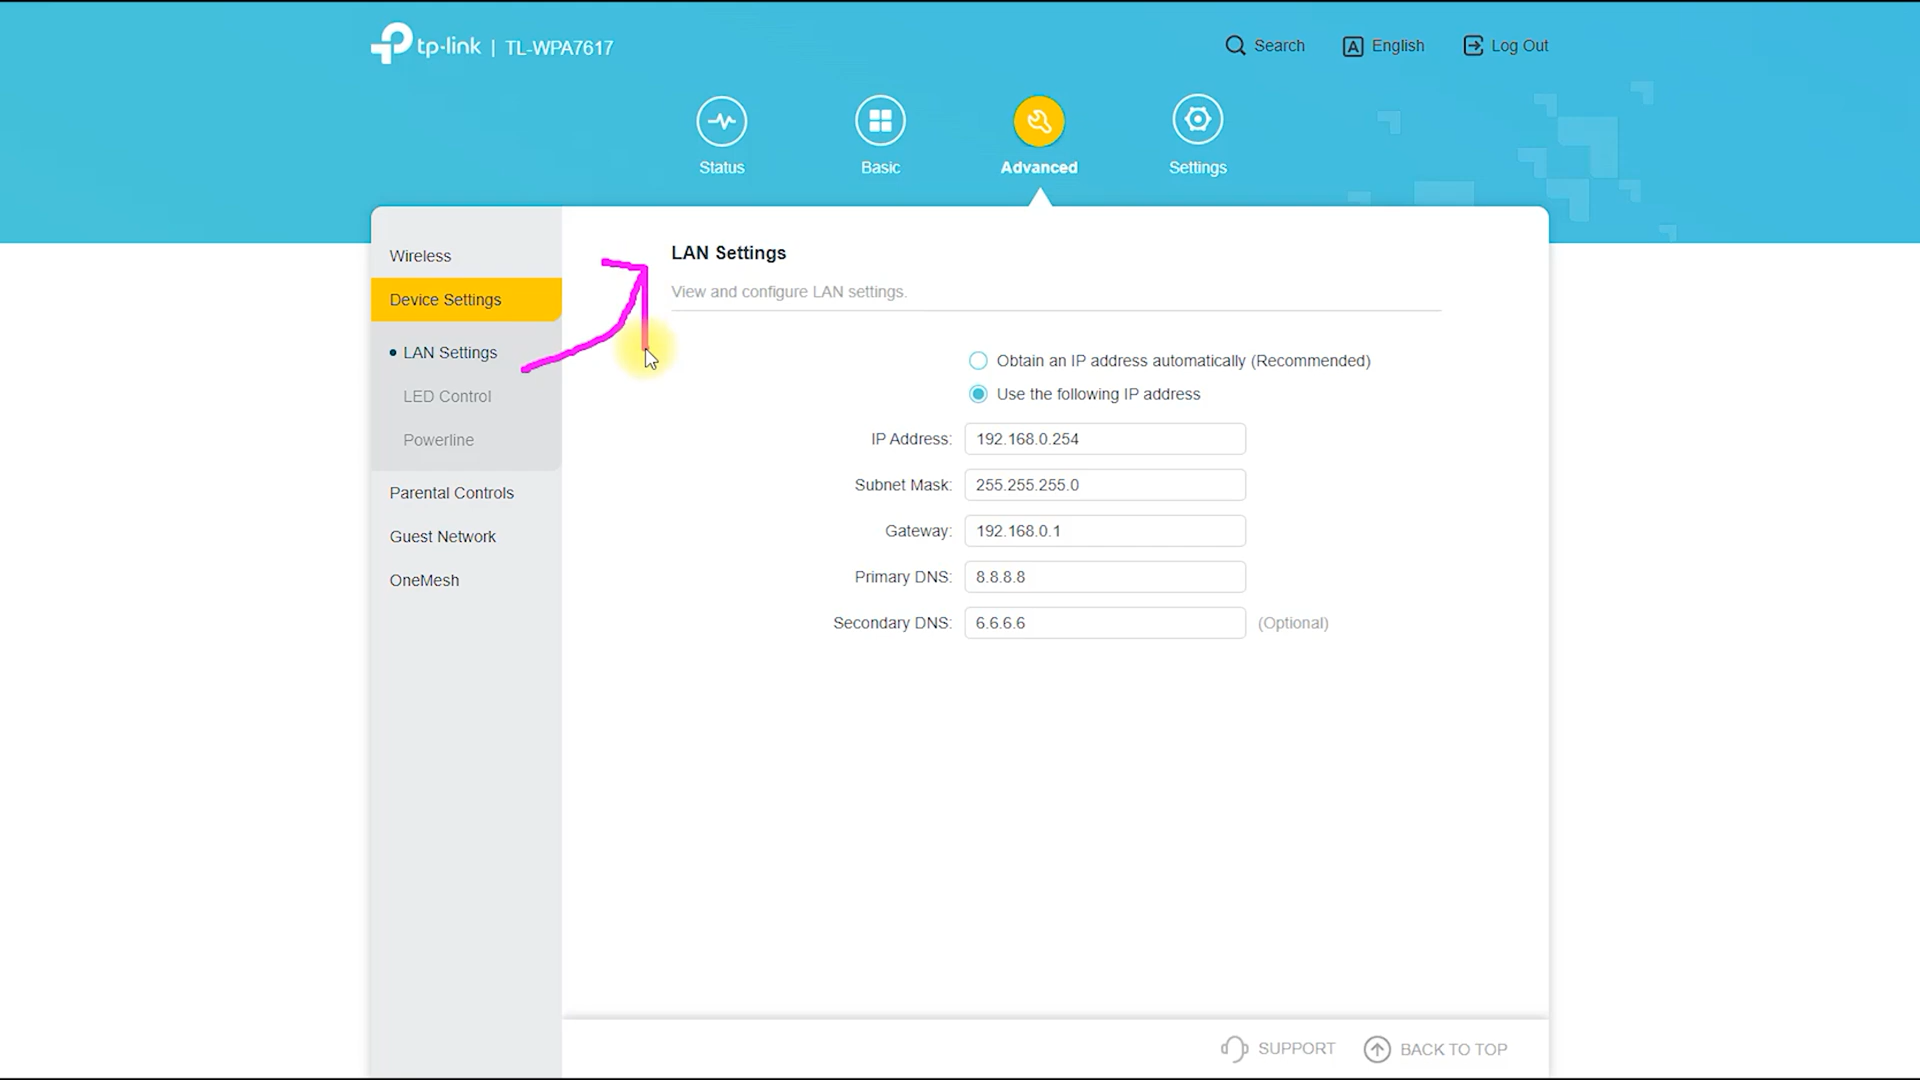 tp-link | TL-WPA7617
Search
English
Log Out
Status
Basic
Advanced
Settings
Wireless
Device Settings
LAN Settings
LED Control
Powerline
Parental Controls
Guest Network
OneMesh
LAN Settings
View and configure LAN settings.
Obtain an IP address automatically (Recommended)
Use the following IP address
IP Address: 192.168.0.254
Subnet Mask: 255.255.255.0
Gateway: 192.168.0.1
Primary DNS: 8.8.8.8
Secondary DNS: 6.6.6.6 (Optional)
SUPPORT
BACK TO TOP